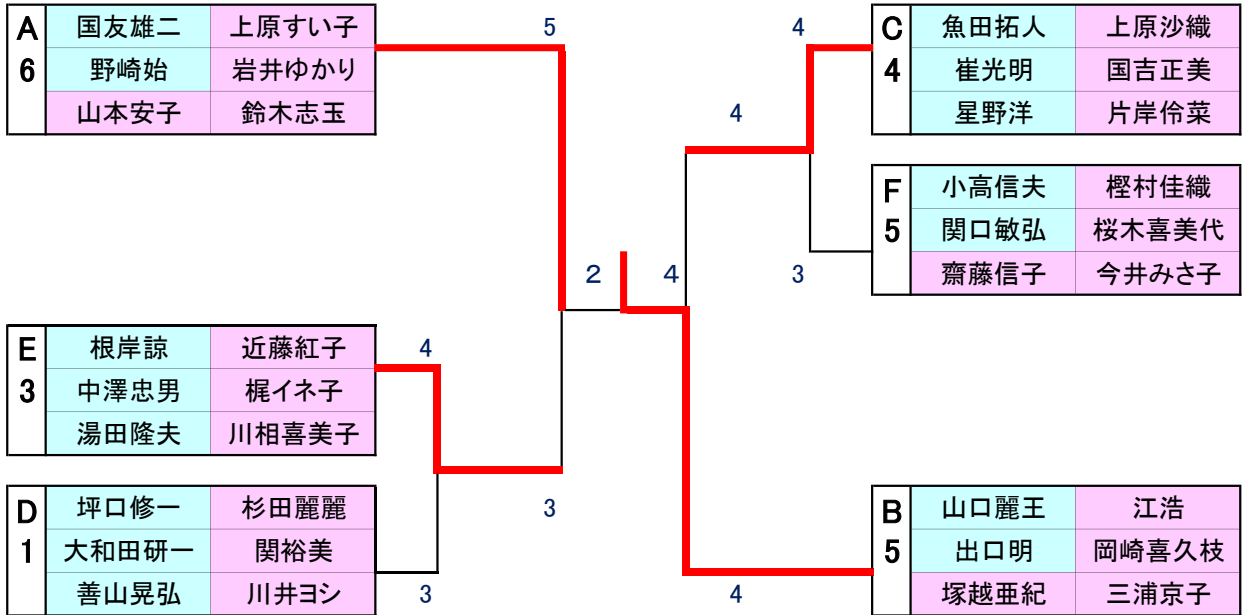 A 国友雄二 上原すい子
6 野崎始 岩井ゆかり
山本安子 鈴木志玉
5
E 根岸諒 近藤紅子
3 中澤忠男 梶イネ子
湯田隆夫 川相喜美子
4
D 坪口修一 杉田麗麗
1 大和田研一 関裕美
善山晃弘 川井ヨシ
3
3
2 4
4
C 魚田拓人 上原沙織
4 崔光明 国吉正美
星野洋 片岸伶菜
4
F 小高信夫 樫村佳織
5 関口敏弘 桜木喜美代
齋藤信子 今井みさ子
3
B 山口麗王 江浩
5 出口明 岡崎喜久枝
塚越亜紀 三浦京子
4